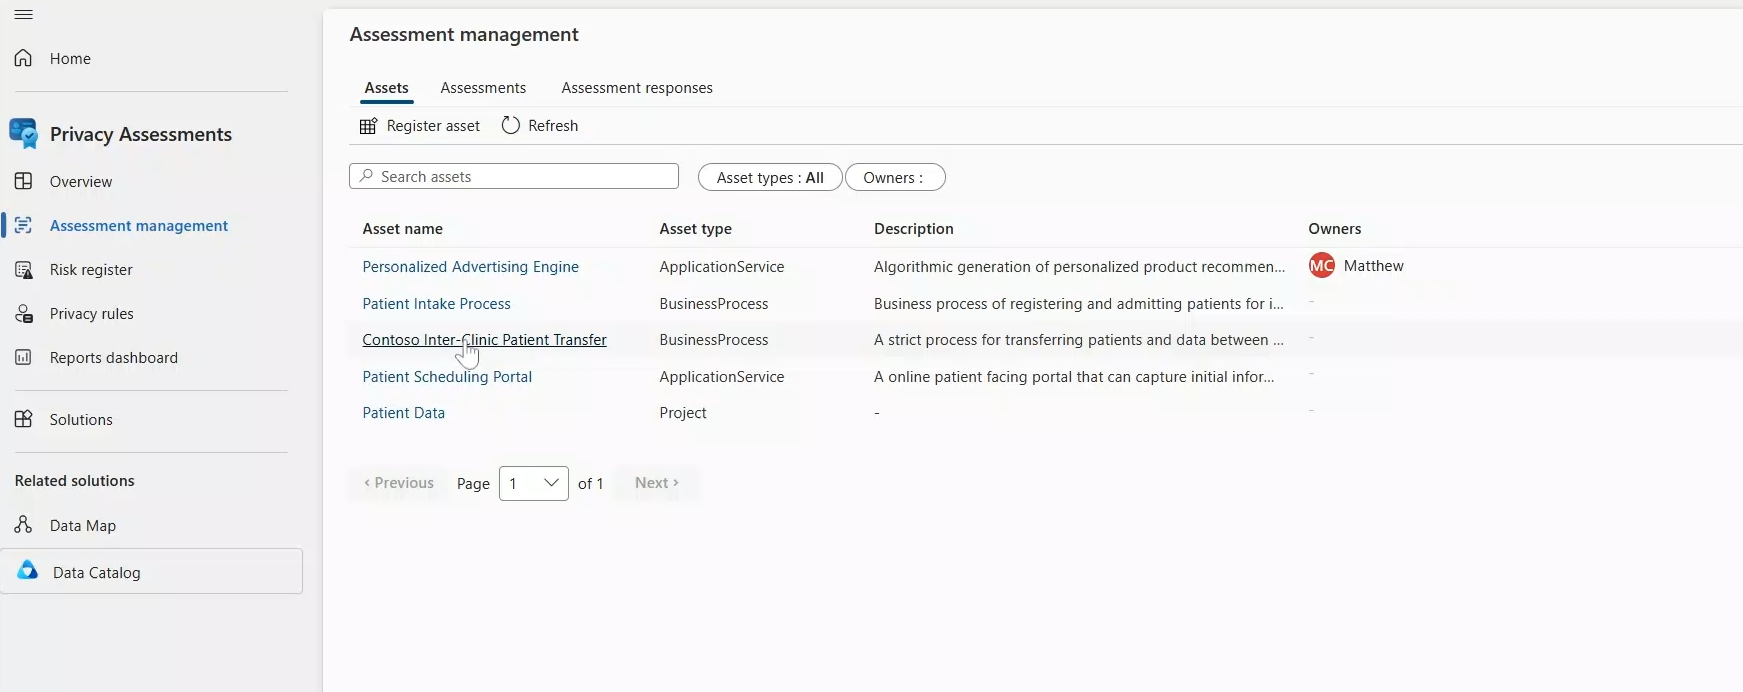 Home
Privacy Assessments
Overview
Assessment management
Risk register
Privacy rules
Reports dashboard
Solutions
Related solutions
Data Map
Data Catalog
Assessment management
Assets Assessments Assessment responses
Register asset Refresh
Search assets Asset types : All Owners :
Asset name Asset type Description Owners
Personalized Advertising Engine ApplicationService Algorithmic generation of personalized product recommen... MC Matthew
Patient Intake Process BusinessProcess Business process of registering and admitting patients for i... -
Contoso Inter-Clinic Patient Transfer BusinessProcess A strict process for transferring patients and data between ... -
Patient Scheduling Portal ApplicationService A online patient facing portal that can capture initial infor... -
Patient Data Project - -
‹ Previous Page 1 of 1 Next ›